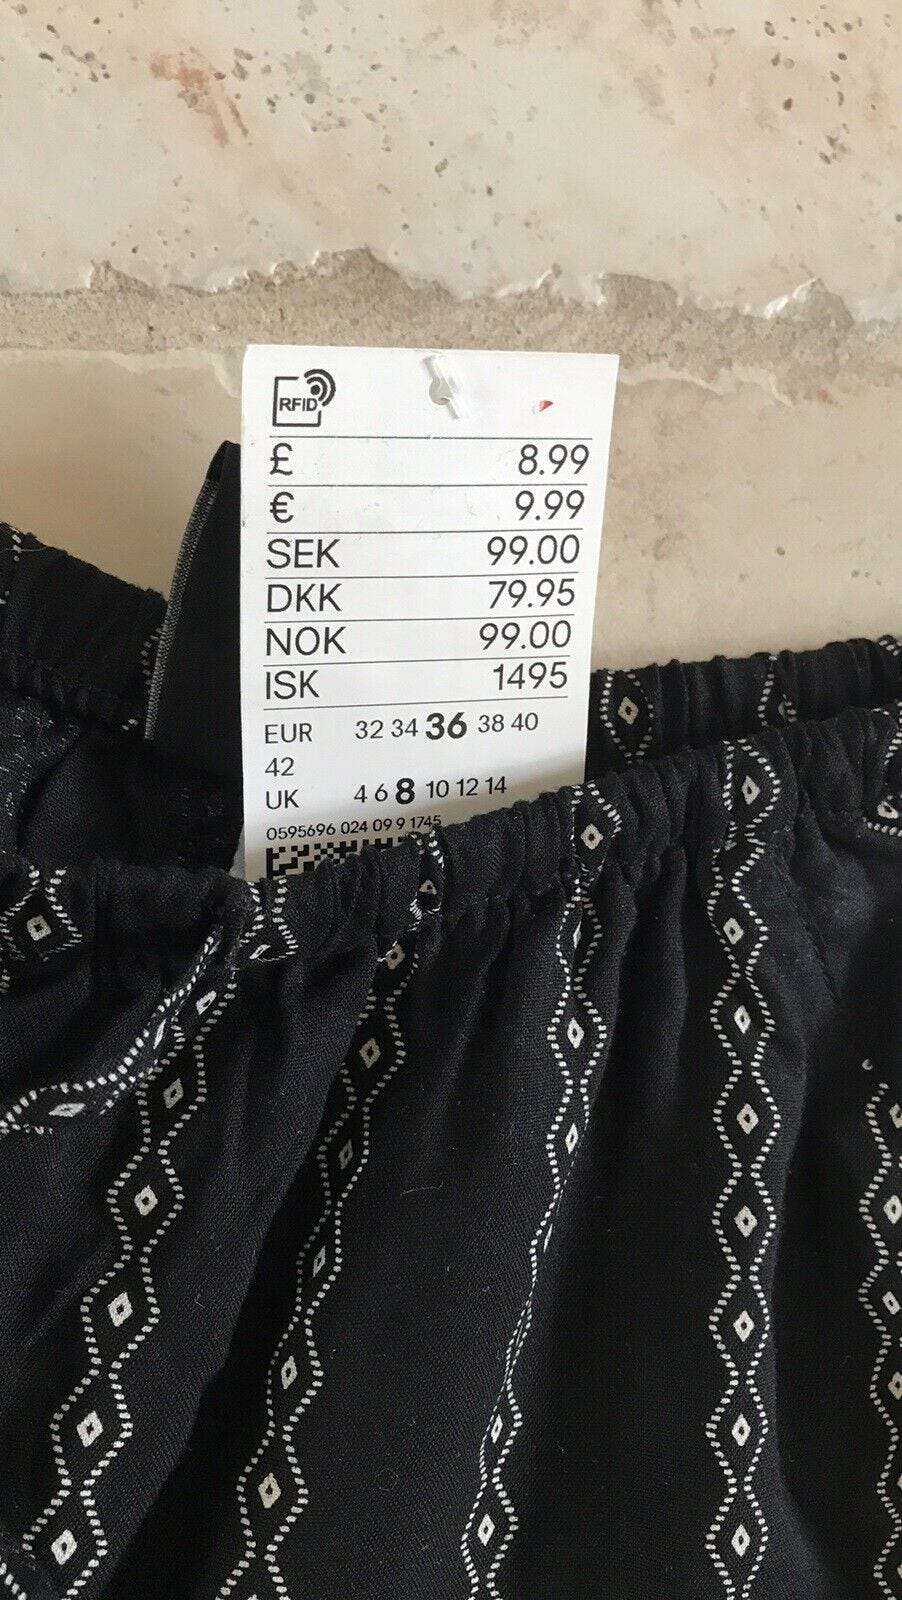 RFID
£ 8.99
€ 9.99
SEK 99.00
DKK 79.95
NOK 99.00
ISK 1495
EUR 32 34 36 38 40
42
UK 4 6 8 10 12 14
0595696 024 09 9 1745